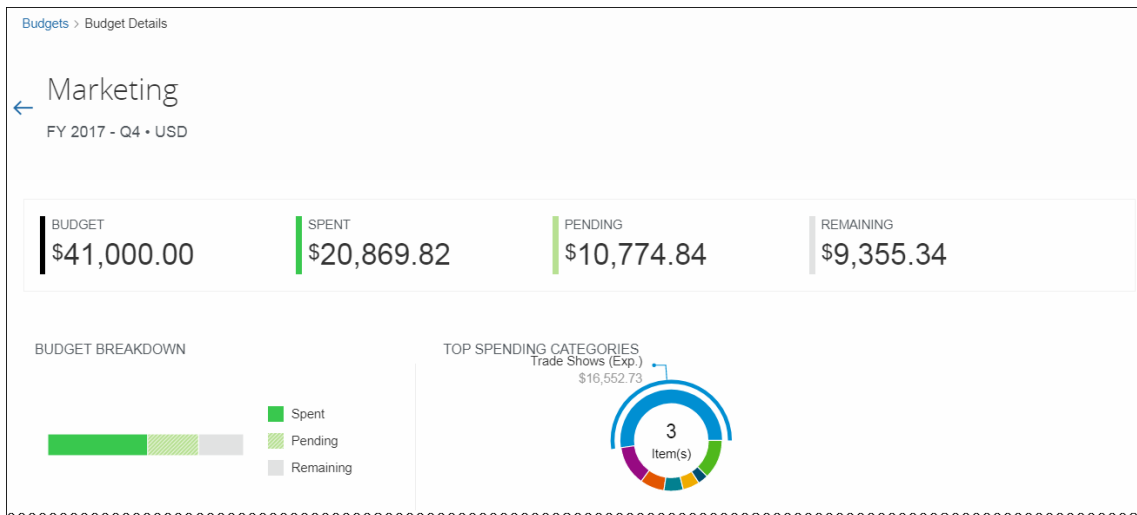 Budgets > Budget Details
Marketing
FY 2017 - Q4 • USD
BUDGET
$41,000.00
SPENT
$20,869.82
PENDING
$10,774.84
REMAINING
$9,355.34
BUDGET BREAKDOWN
Spent
Pending
Remaining
TOP SPENDING CATEGORIES
Trade Shows (Exp.)
$16,552.73
3
Item(s)